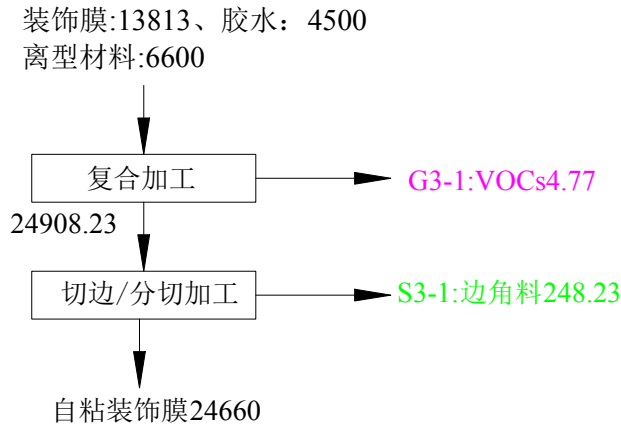 装饰膜:13813、胶水：4500
离型材料:6600
复合加工
G3-1:VOCs4.77
24908.23
切边/分切加工
S3-1:边角料248.23
自粘装饰膜24660